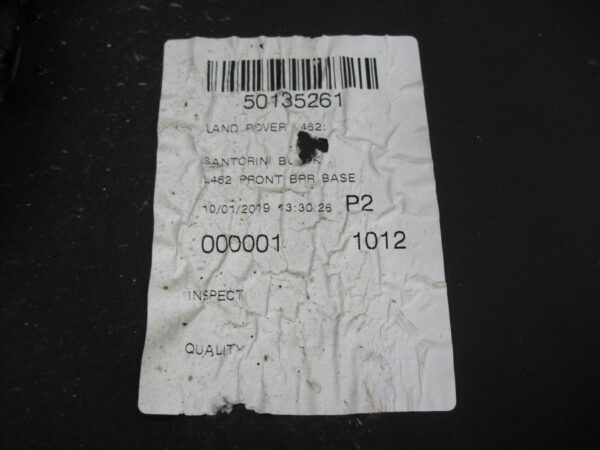 50135261
LAND ROVER L462:
SANTORINI
L462 FRONT BPR BASE
10/01/2019 13:30:26 P2
000001 1012
INSPECT
QUALITY